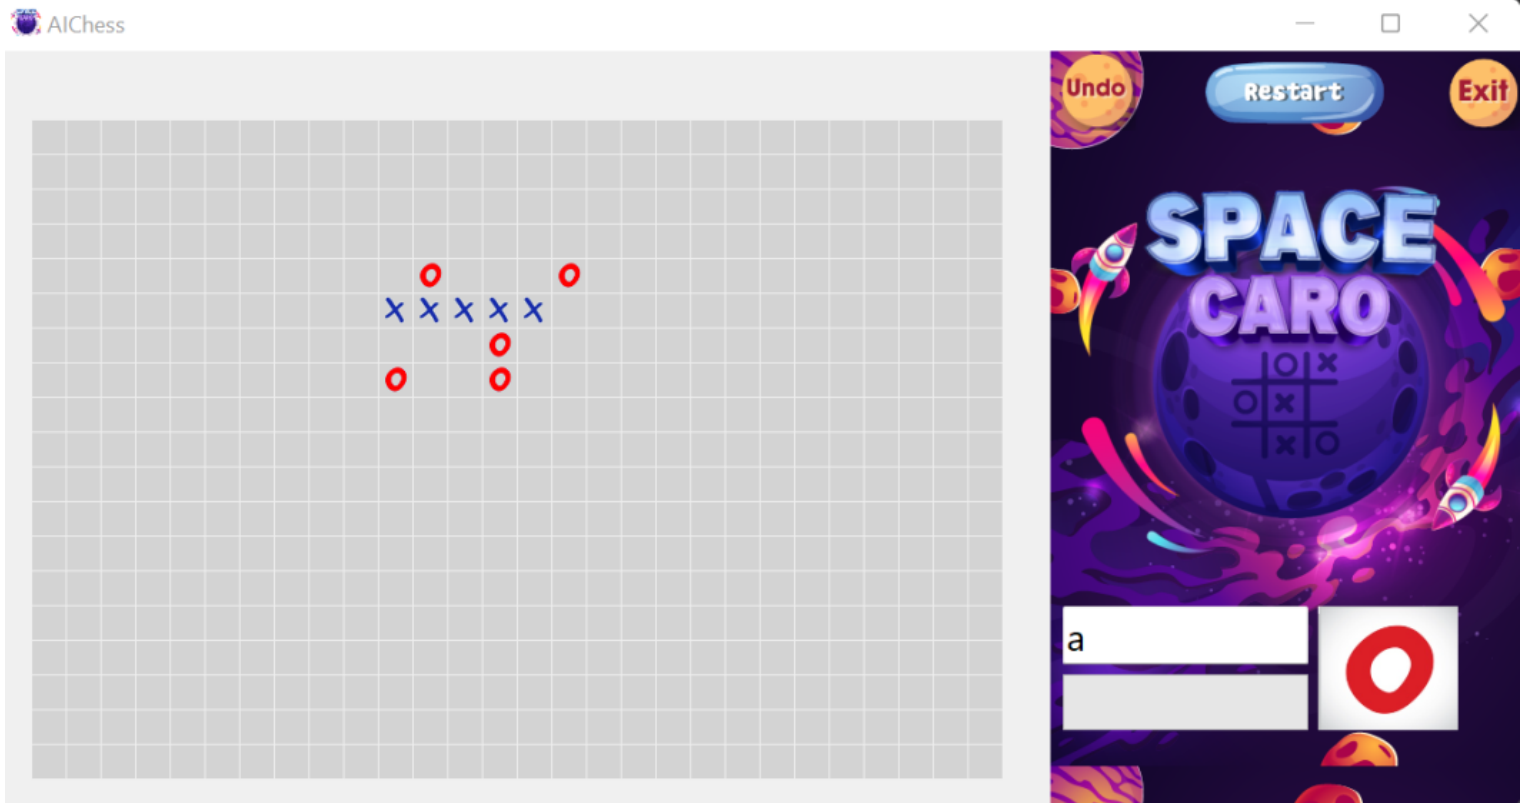 AIChess
Undo
Restart
Exit
SPACE
CARO
O X
O X
X O
O O
X X X X X
O
O O
a
O